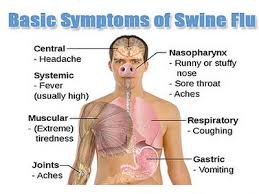 Basic Symptoms of Swine Flu
Central
- Headache
Systemic
- Fever
(usually high)
Muscular
- (Extreme)
tiredness
Joints
- Aches
Nasopharynx
- Runny or stuffy
nose
- Sore throat
- Aches
Respiratory
- Coughing
Gastric
- Vomiting